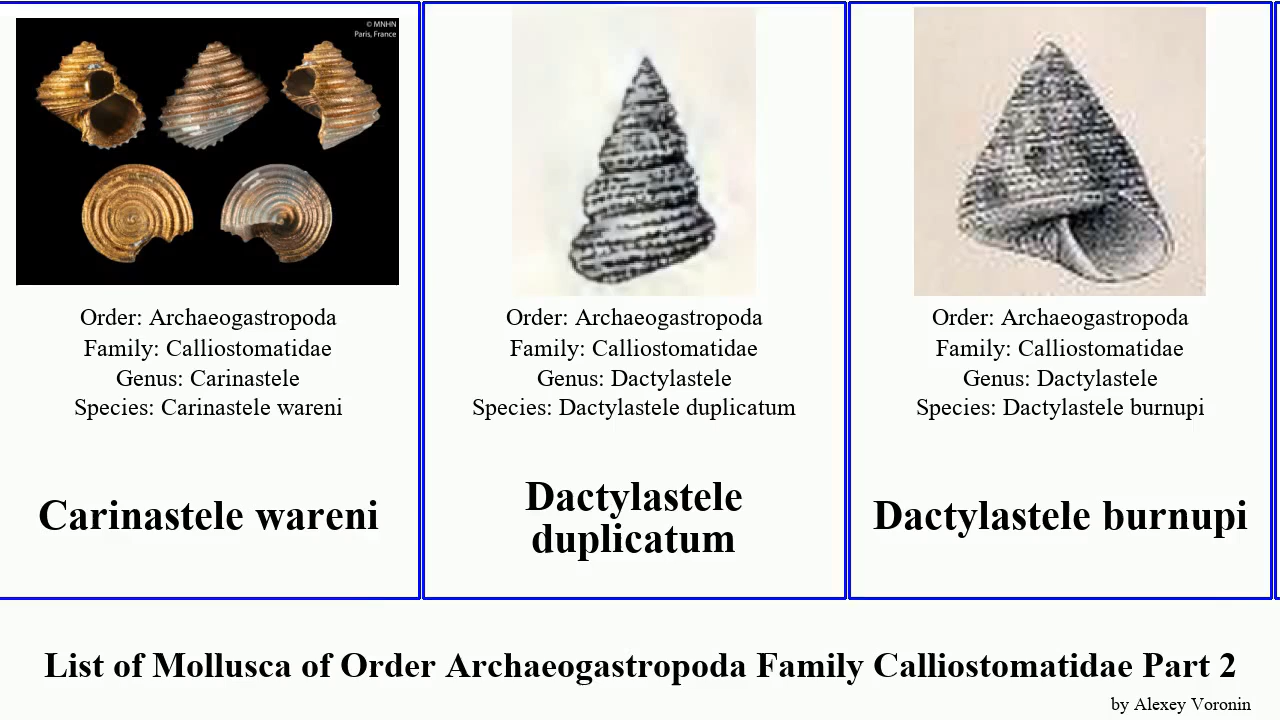 © MNHN
Paris, France
Order: Archaeogastropoda
Family: Calliostomatidae
Genus: Carinastele
Species: Carinastele wareni
Carinastele wareni
Order: Archaeogastropoda
Family: Calliostomatidae
Genus: Dactylastele
Species: Dactylastele duplicatum
Dactylastele
duplicatum
Order: Archaeogastropoda
Family: Calliostomatidae
Genus: Dactylastele
Species: Dactylastele burnupi
Dactylastele burnupi
List of Mollusca of Order Archaeogastropoda Family Calliostomatidae Part 2
by Alexey Voronin